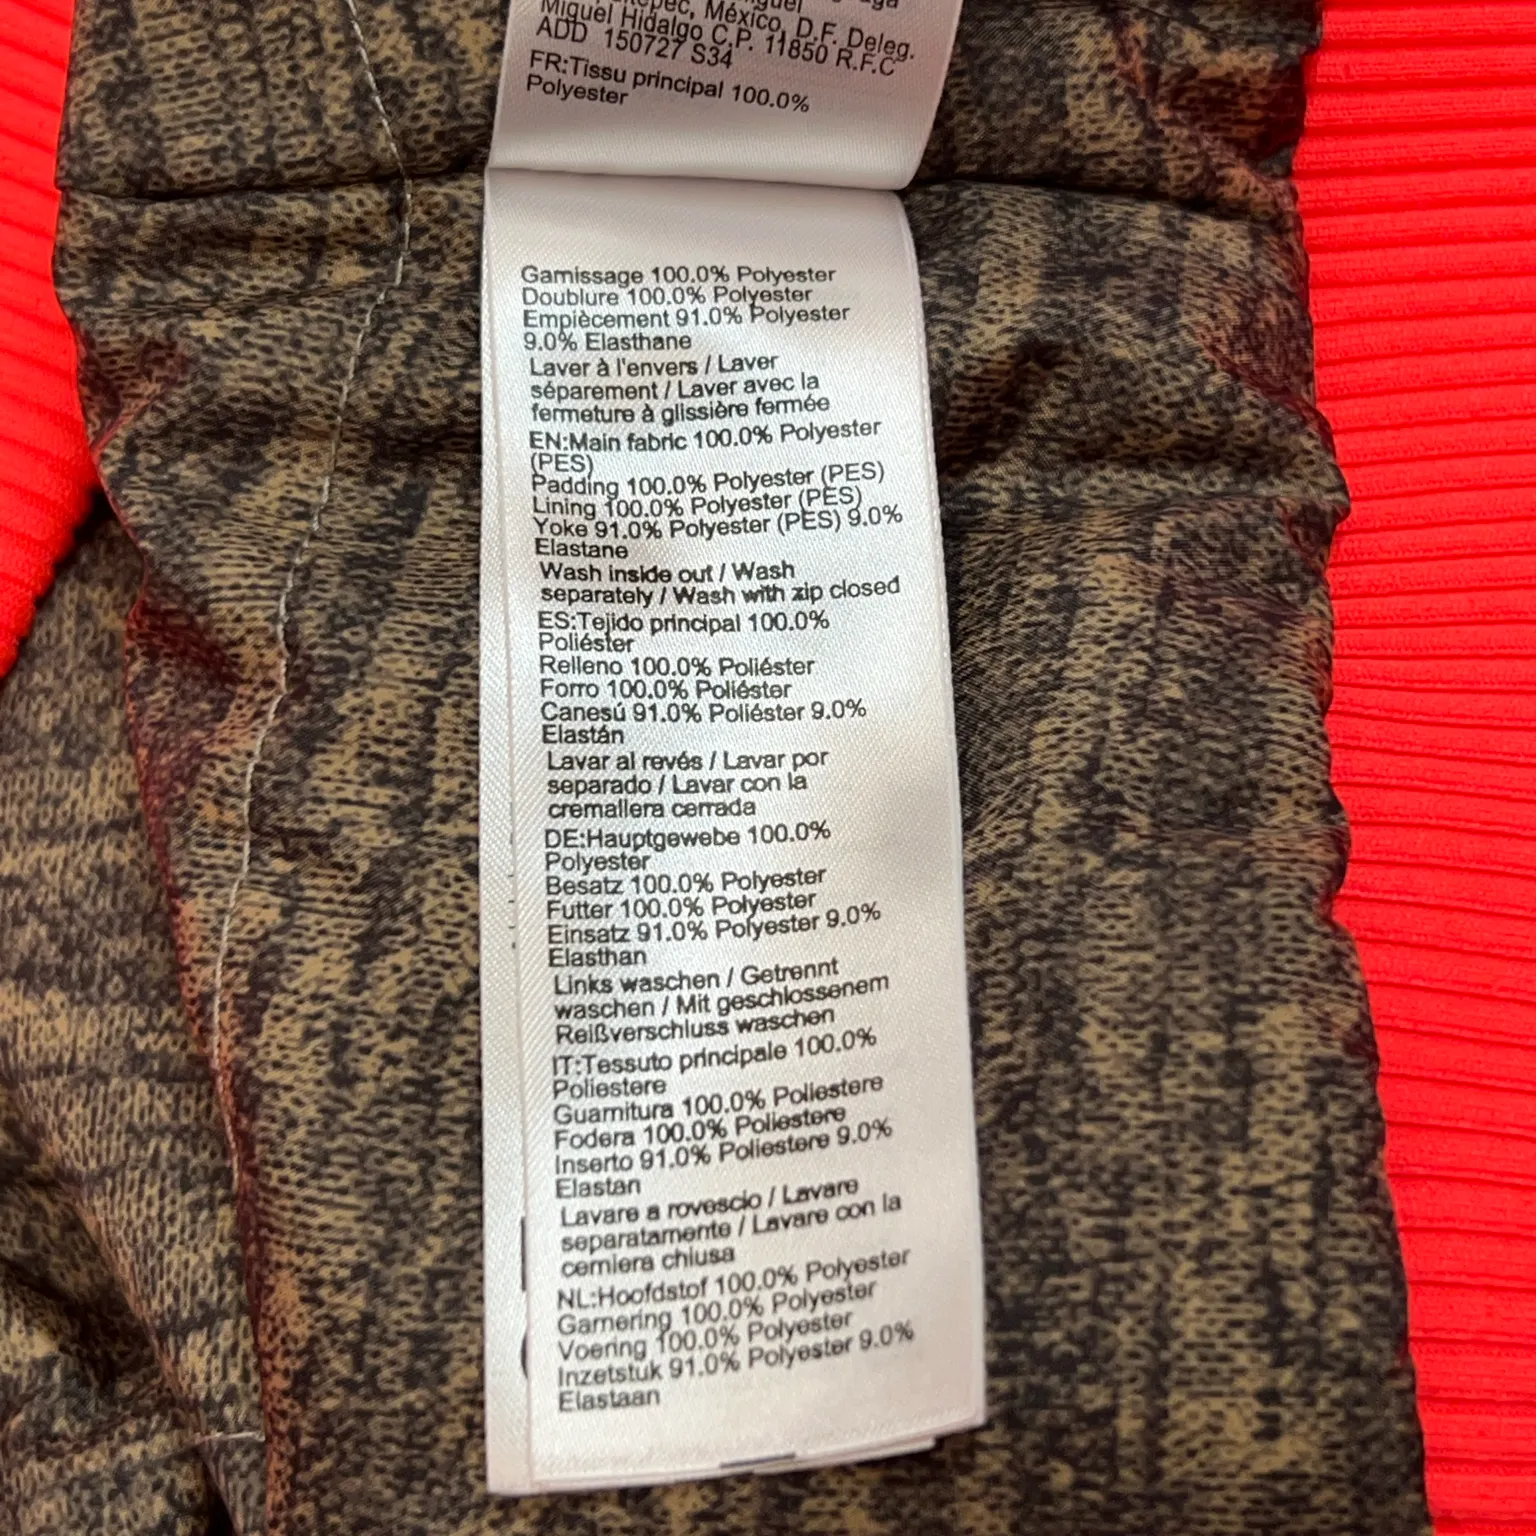 México, D.F. Deleg.
Miguel Hidalgo C.P. 11850 R.F.C
ADD 150727 S34
FR:Tissu principal 100.0%
Polyester
Garnissage 100.0% Polyester
Doublure 100.0% Polyester
Empiècement 91.0% Polyester
9.0% Elasthane
Laver à l'envers / Laver
séparement / Laver avec la
fermeture à glissière fermée
EN:Main fabric 100.0% Polyester
(PES)
Padding 100.0% Polyester (PES)
Lining 100.0% Polyester (PES)
Yoke 91.0% Polyester (PES) 9.0%
Elastane
Wash inside out / Wash
separately / Wash with zip closed
ES:Tejido principal 100.0%
Poliéster
Relleno 100.0% Poliéster
Forro 100.0% Poliéster
Canesú 91.0% Poliéster 9.0%
Elastán
Lavar al revés / Lavar por
separado / Lavar con la
cremallera cerrada
DE:Hauptgewebe 100.0%
Polyester
Besatz 100.0% Polyester
Futter 100.0% Polyester
Einsatz 91.0% Polyester 9.0%
Elasthan
Links waschen / Getrennt
waschen / Mit geschlossenem
Reißverschluss waschen
IT:Tessuto principale 100.0%
Poliestere
Guarnitura 100.0% Poliestere
Fodera 100.0% Poliestere
Inserto 91.0% Poliestere 9.0%
Elastan
Lavare a rovescio / Lavare
separatamente / Lavare con la
cerniera chiusa
NL:Hoofdstof 100.0% Polyester
Garnering 100.0% Polyester
Voering 100.0% Polyester
Inzetstuk 91.0% Polyester 9.0%
Elastaan